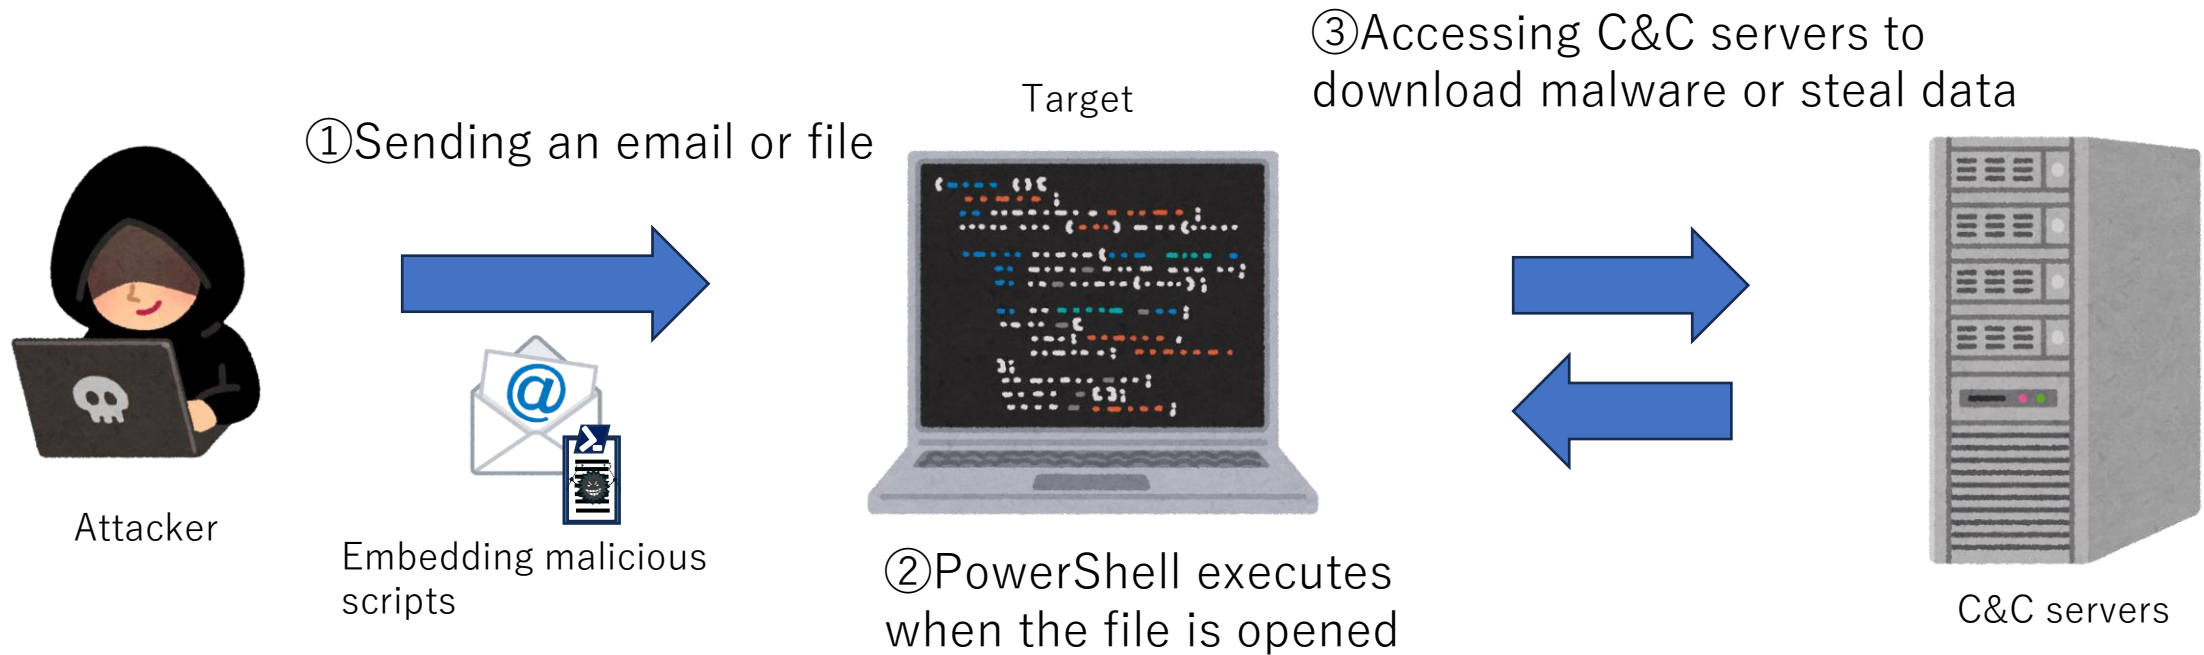 ①Sending an email or file
Embedding malicious
scripts
Attacker
Target
②PowerShell executes
when the file is opened
③Accessing C&C servers to
download malware or steal data
C&C servers